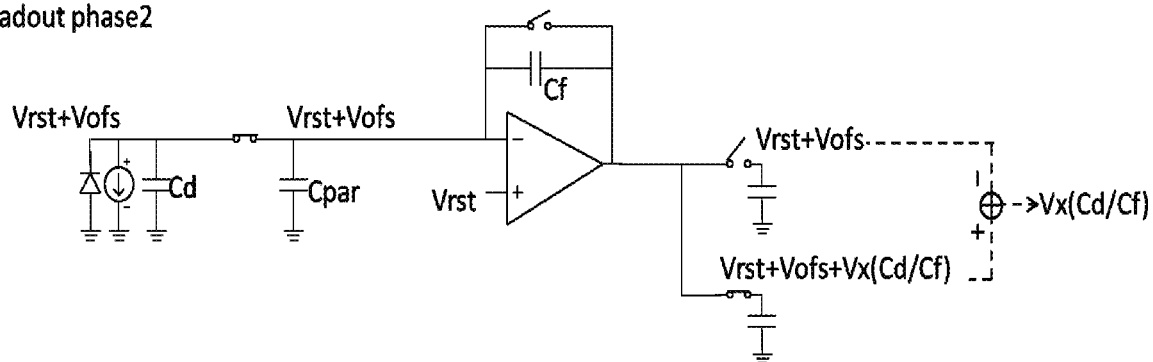 adout phase2
Cf
Vrst+Vofs
Vrst+Vofs
Cd
Cpar
−
Vrst
+
Vrst+Vofs
−
Vx(Cd/Cf)
+
Vrst+Vofs+Vx(Cd/Cf)
+
-